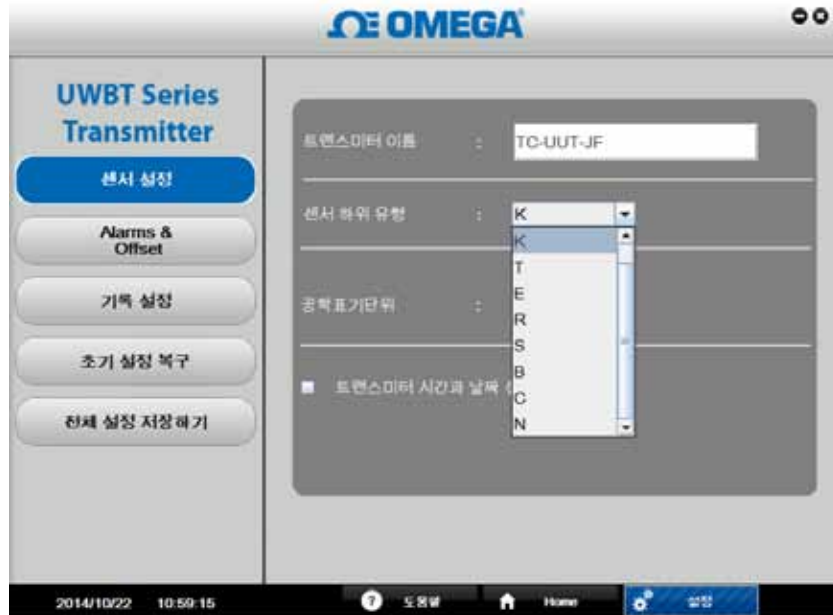 OMEGA
UWBT Series
Transmitter
센서 설정
Alarms &
Offset
기록 설정
초기 설정 복구
전체 설정 저장하기
트랜스미터 이름 : TC-UUT-JF
센서 하위 유형 : K
K
T
E
R
S
B
C
N
공학표기단위 :
트랜스미터 시간과 날짜
2014/10/22 10:59:15
? 도움말
Home
설정